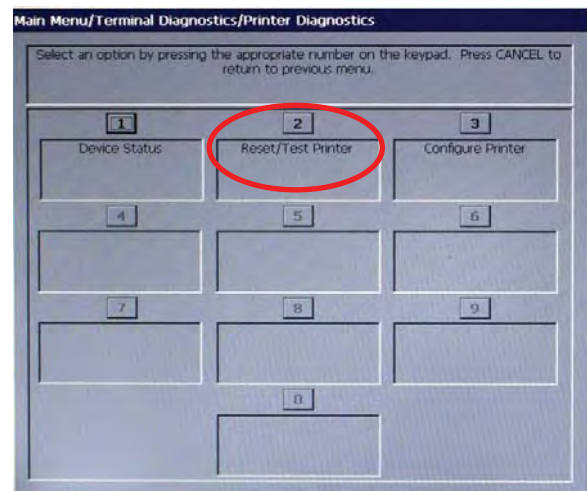 Main Menu/Terminal Diagnostics/Printer Diagnostics
Select an option by pressing the appropriate number on the keypad. Press CANCEL to
return to previous menu.
1 2 3
Device Status Reset/Test Printer Configure Printer
4 5 6
7 8 9
0